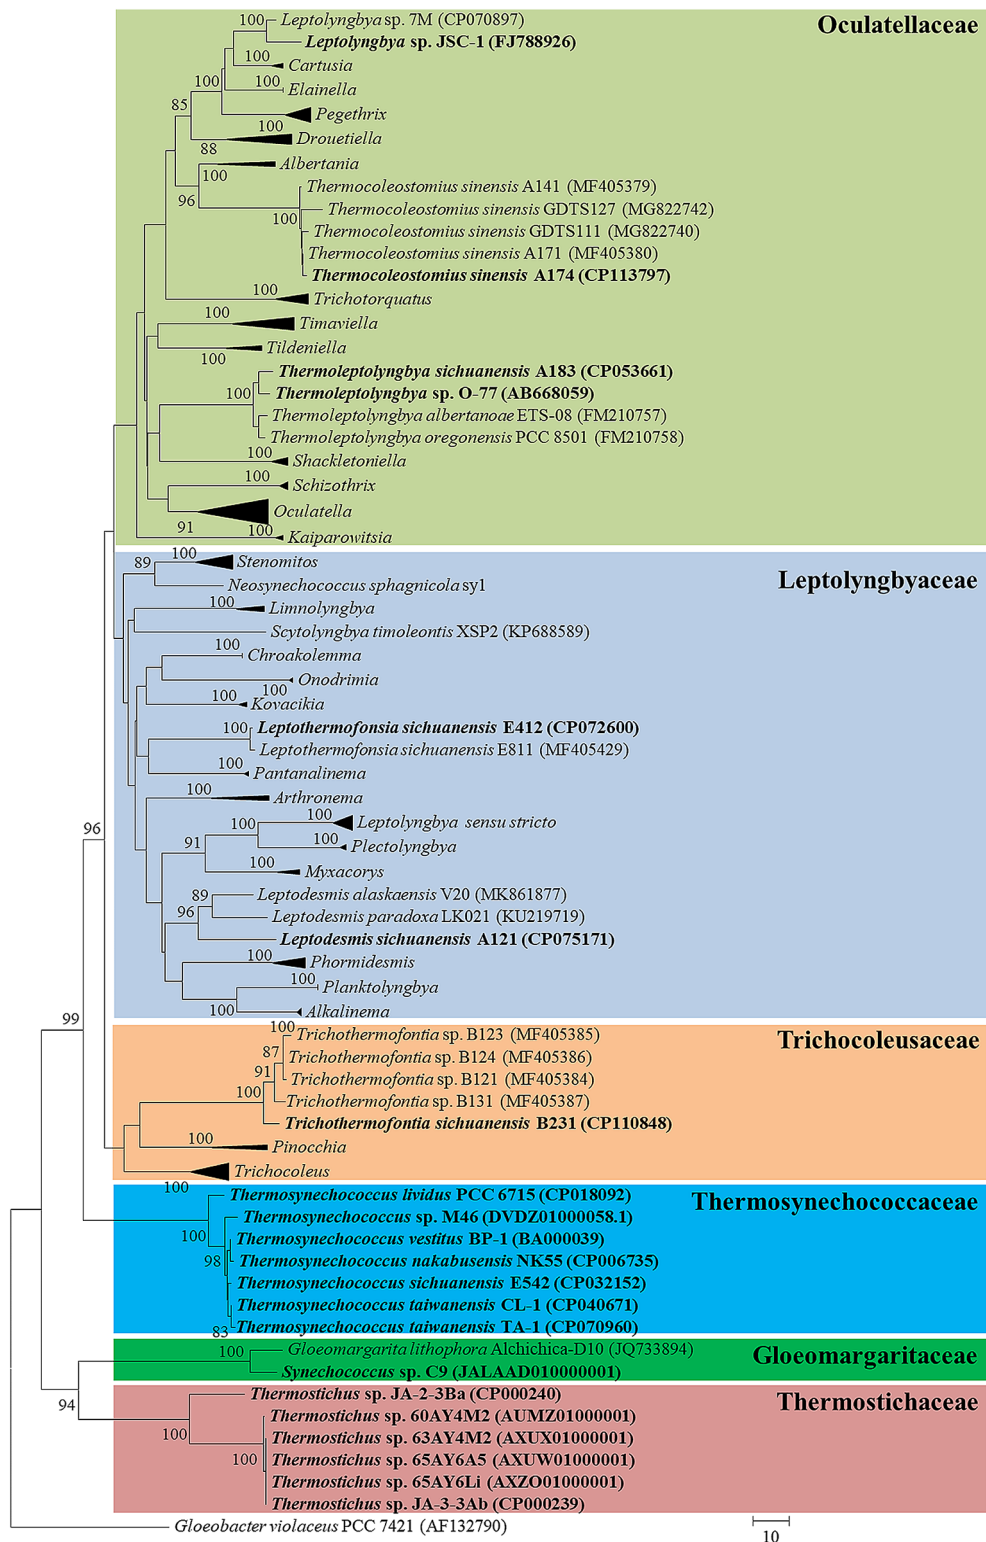 Oculatellaceae
100 Leptolyngbya sp. 7M (CP070897)
Leptolyngbya sp. JSC-1 (FJ788926)
100 Cartusia
100 100 Elainella
85 Pegethrix
100 Drouetiella
88
100 Albertania
96 Thermocoleostomius sinensis A141 (MF405379)
Thermocoleostomius sinensis GDTS127 (MG822742)
100 Thermocoleostomius sinensis GDTS111 (MG822740)
Thermocoleostomius sinensis A171 (MF405380)
Thermocoleostomius sinensis A174 (CP113797)
100 Trichotorquatus
100 Timaviella
100 Tildeniella
Thermoleptolyngbya sichuanensis A183 (CP053661)
100 Thermoleptolyngbya sp. O-77 (AB668059)
Thermoleptolyngbya albertanoae ETS-08 (FM210757)
Thermoleptolyngbya oregonensis PCC 8501 (FM210758)
100 Shackletoniella
100 Schizothrix
Oculatella
91 100 Kaiparowitsia
Leptolyngbyaceae
89 100 Stenomitos
Neosynechococcus sphagnicola sy1
100 Limnolyngbya
Scytolyngbya timoleontis XSP2 (KP688589)
100 Chroakolemma
100 Onodrimia
100 Kovacikia
100 Leptothermofonsia sichuanensis E412 (CP072600)
Leptothermofonsia sichuanensis E811 (MF405429)
Pantanalinema
100 Arthronema
100 100 Leptolyngbya sensu stricto
91 100 Plectolyngbya
100 Myxacorys
89 Leptodesmis alaskaensis V20 (MK861877)
96 Leptodesmis paradoxa LK021 (KU219719)
Leptodesmis sichuanensis A121 (CP075171)
100 Phormidesmis
100 Planktolyngbya
100 Alkalinema
96
99
Trichocoleusaceae
100 Trichothermofontia sp. B123 (MF405385)
87 Trichothermofontia sp. B124 (MF405386)
91 Trichothermofontia sp. B121 (MF405384)
100 Trichothermofontia sp. B131 (MF405387)
Trichothermofontia sichuanensis B231 (CP110848)
100 Pinocchia
100 Trichocoleus
Thermosynechococcaceae
Thermosynechococcus lividus PCC 6715 (CP018092)
Thermosynechococcus sp. M46 (DVDZ01000058.1)
100 Thermosynechococcus vestitus BP-1 (BA000039)
98 Thermosynechococcus nakabusensis NK55 (CP006735)
Thermosynechococcus sichuanensis E542 (CP032152)
Thermosynechococcus taiwanensis CL-1 (CP040671)
83 Thermosynechococcus taiwanensis TA-1 (CP070960)
Gloeomargaritaceae
100 Gloeomargarita lithophora Alchichica-D10 (JQ733894)
Synechococcus sp. C9 (JALAAD010000001)
Thermostichaceae
94 Thermostichus sp. JA-2-3Ba (CP000240)
Thermostichus sp. 60AY4M2 (AUMZ01000001)
100 Thermostichus sp. 63AY4M2 (AXUX01000001)
100 Thermostichus sp. 65AY6A5 (AXUW01000001)
Thermostichus sp. 65AY6Li (AXZO01000001)
Thermostichus sp. JA-3-3Ab (CP000239)
Gloeobacter violaceus PCC 7421 (AF132790)
10